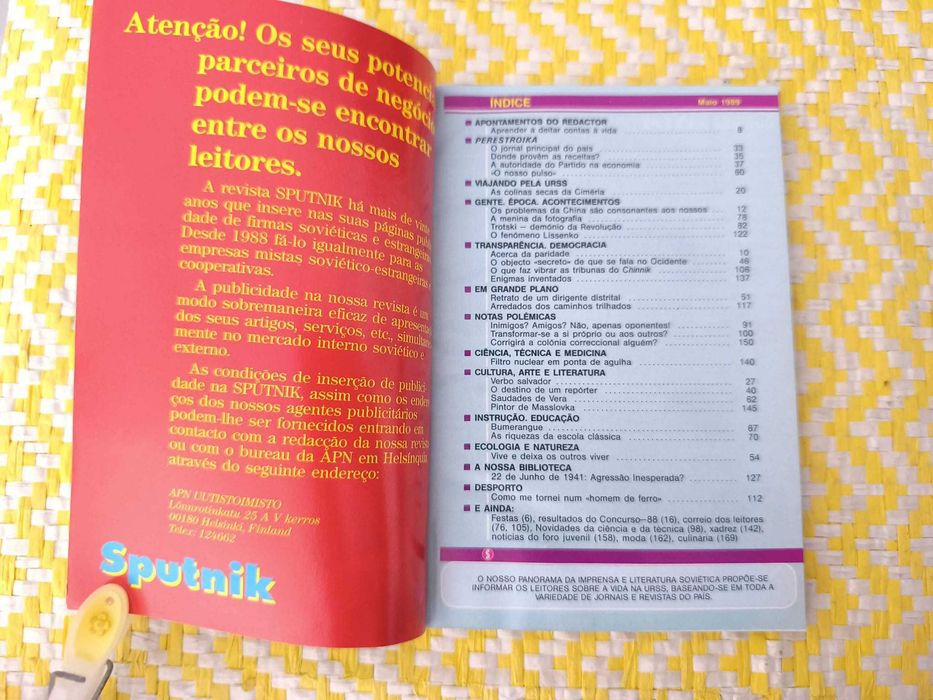 Atenção! Os seus potenci
parceiros de negócio
podem-se encontrar
entre os nossos
leitores.
A revista SPUTNIK há mais de vinte
anos que insere nas suas páginas publi
dade de firmas soviéticas e estrangeiras
Desde 1988 fá-lo igualmente para as
empresas mistas soviético-estrangeiras e
cooperativas.
A publicidade na nossa revista é um
modo sobremaneira eficaz de apresentar
dos seus artigos, serviços, etc., simultane
mente no mercado interno soviético e
externo.
As condições de inserção de publici-
dade na SPUTNIK, assim como os ende
ços dos nossos agentes publicitários
podem-lhe ser fornecidos entrando em
contacto com a redacção da nossa revista
ou com o bureau da APN em Helsínquia
através do seguinte endereço:
APN UUTISTOIMISTO
Lönnrotinkatu 25 A V kerros
00180 Helsinki, Finland
Telex: 124662
Sputnik
ÍNDICE Maio 1989
APONTAMENTOS DO REDACTOR
Aprender a deitar contas à vida 8
PERESTROIKA
O jornal principal do país 33
Donde provêm as receitas? 35
A autoridade do Partido na economia 37
«O nosso pulso» 60
VIAJANDO PELA URSS
As colinas secas da Ciméria 20
GENTE. ÉPOCA. ACONTECIMENTOS
Os problemas da China são consonantes aos nossos 12
A menina da fotografia 78
Trotski – demónio da Revolução 82
O fenómeno Lissenko 122
TRANSPARÊNCIA. DEMOCRACIA
Acerca da paridade 10
O objecto «secreto» de que se fala no Ocidente 46
O que faz vibrar as tribunas do Chinnik 106
Enigmas inventados 137
EM GRANDE PLANO
Retrato de um dirigente distrital 51
Arredados dos caminhos trilhados 117
NOTAS POLÉMICAS
Inimigos? Amigos? Não, apenas oponentes! 91
Transformar-se a si próprio ou aos outros? 100
Corrigirá a colónia correccional alguém? 150
CIÊNCIA, TÉCNICA E MEDICINA
Filtro nuclear em ponta de agulha 140
CULTURA, ARTE E LITERATURA
Verbo salvador 27
O destino de um repórter 40
Saudades de Vera 62
Pintor de Masslovka 145
INSTRUÇÃO. EDUCAÇÃO
Bumerangue 67
As riquezas da escola clássica 70
ECOLOGIA E NATUREZA
Vive e deixa os outros viver 54
A NOSSA BIBLIOTECA
22 de Junho de 1941: Agressão Inesperada? 127
DESPORTO
Como me tornei num «homem de ferro» 112
E AINDA:
Festas (6), resultados do Concurso–88 (16), correio dos leitores
(76, 105), Novidades da ciência e da técnica (98), xadrez (142),
notícias do foro juvenil (158), moda (162), culinária (169)
S
O NOSSO PANORAMA DA IMPRENSA E LITERATURA SOVIÉTICA PROPÕE-SE
INFORMAR OS LEITORES SOBRE A VIDA NA URSS, BASEANDO-SE EM TODA A
VARIEDADE DE JORNAIS E REVISTAS DO PAÍS.